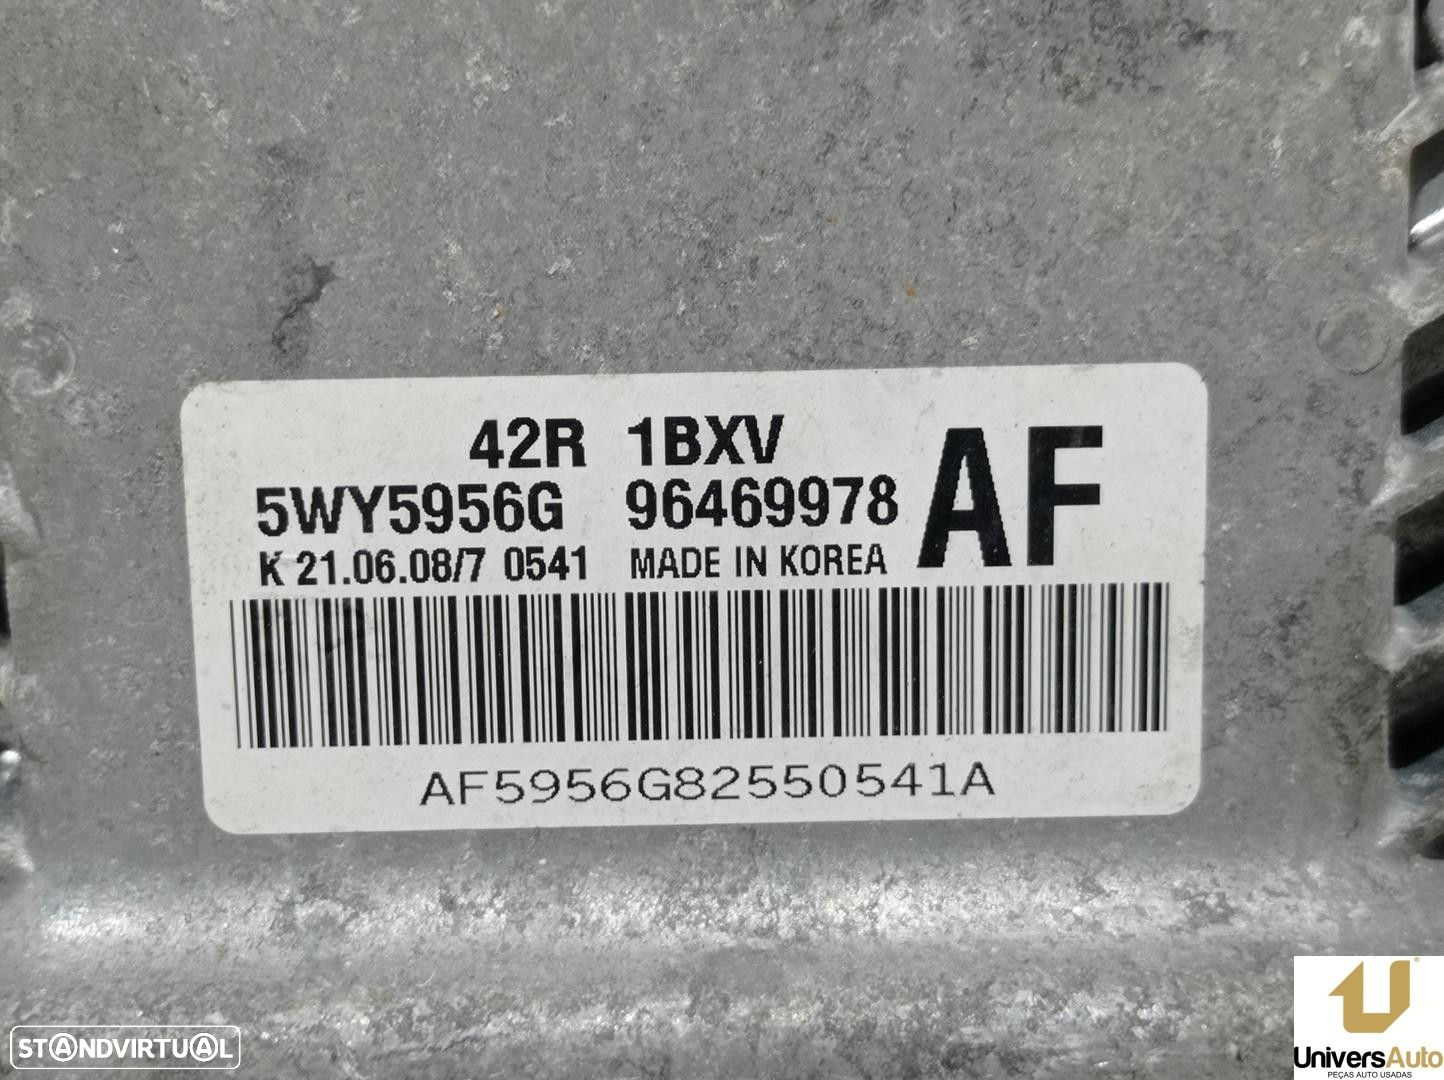 42R 1BXV
5WY5956G 96469978
AF
K 21.06.08/7 0541 MADE IN KOREA
AF5956G82550541A
STANDVIRTUAL
UniversAuto
PEÇAS AUTO USADAS